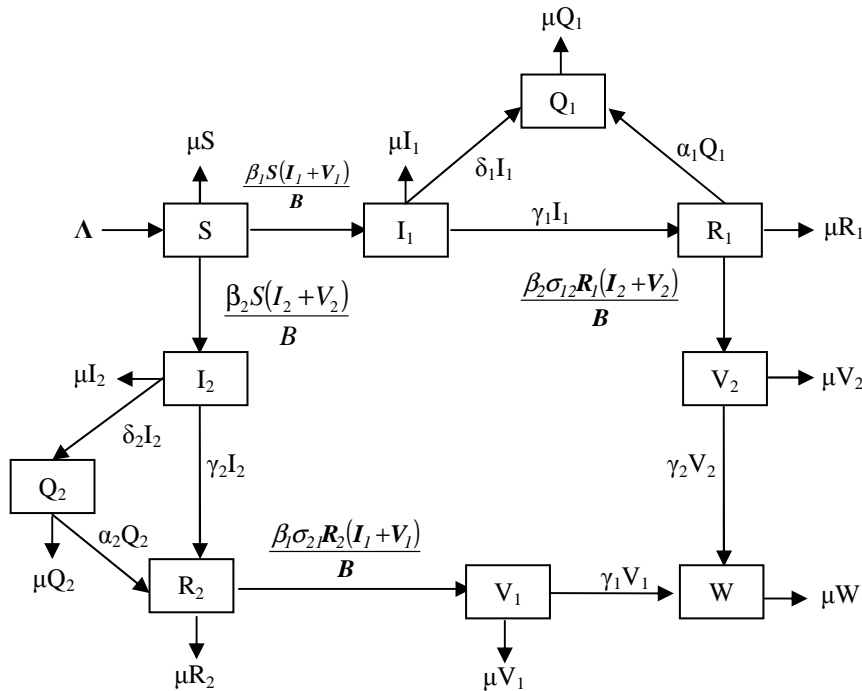 μQ₁
Q₁
μS
μI₁
δ₁I₁
α₁Q₁
β₁S(I₁+V₁)
B
Λ
S
I₁
γ₁I₁
R₁
μR₁
β₂S(I₂+V₂)
B
β₂σ₁₂R₁(I₂+V₂)
B
μI₂
I₂
V₂
μV₂
δ₂I₂
Q₂
γ₂I₂
γ₂V₂
α₂Q₂
μQ₂
β₁σ₂₁R₂(I₁+V₁)
B
R₂
V₁
γ₁V₁
W
μW
μR₂
μV₁